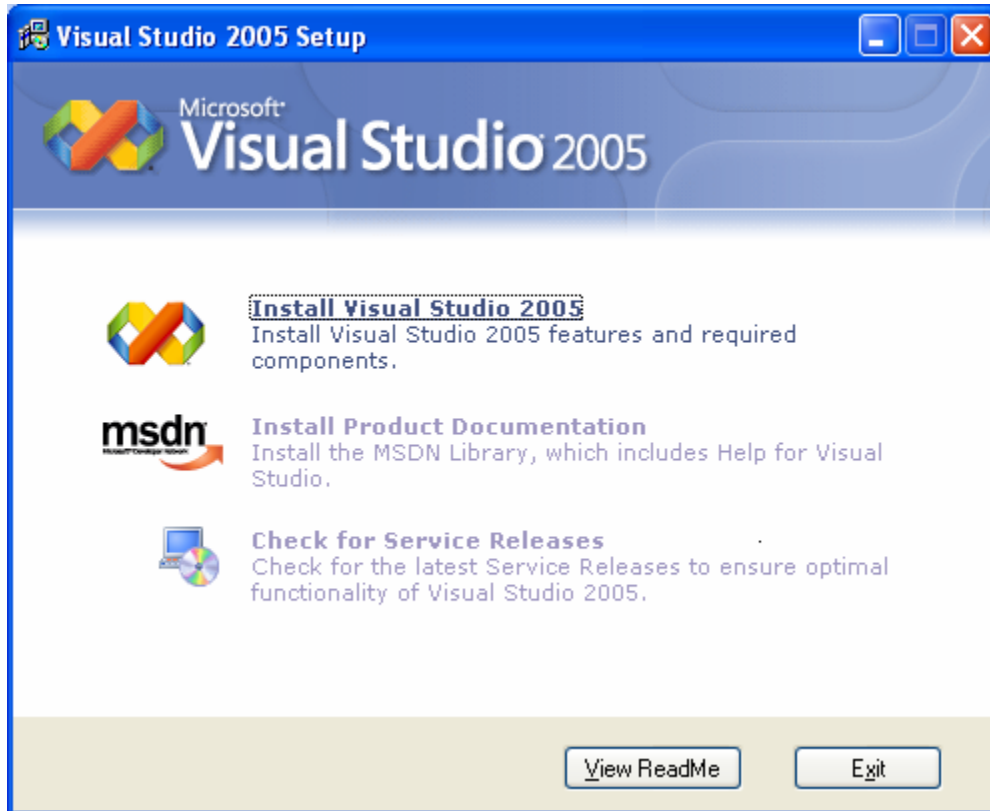 Visual Studio 2005 Setup
Microsoft
Visual Studio 2005
Install Visual Studio 2005
Install Visual Studio 2005 features and required
components.
msdn
Install Product Documentation
Install the MSDN Library, which includes Help for Visual
Studio.
Check for Service Releases
Check for the latest Service Releases to ensure optimal
functionality of Visual Studio 2005.
View ReadMe
Exit